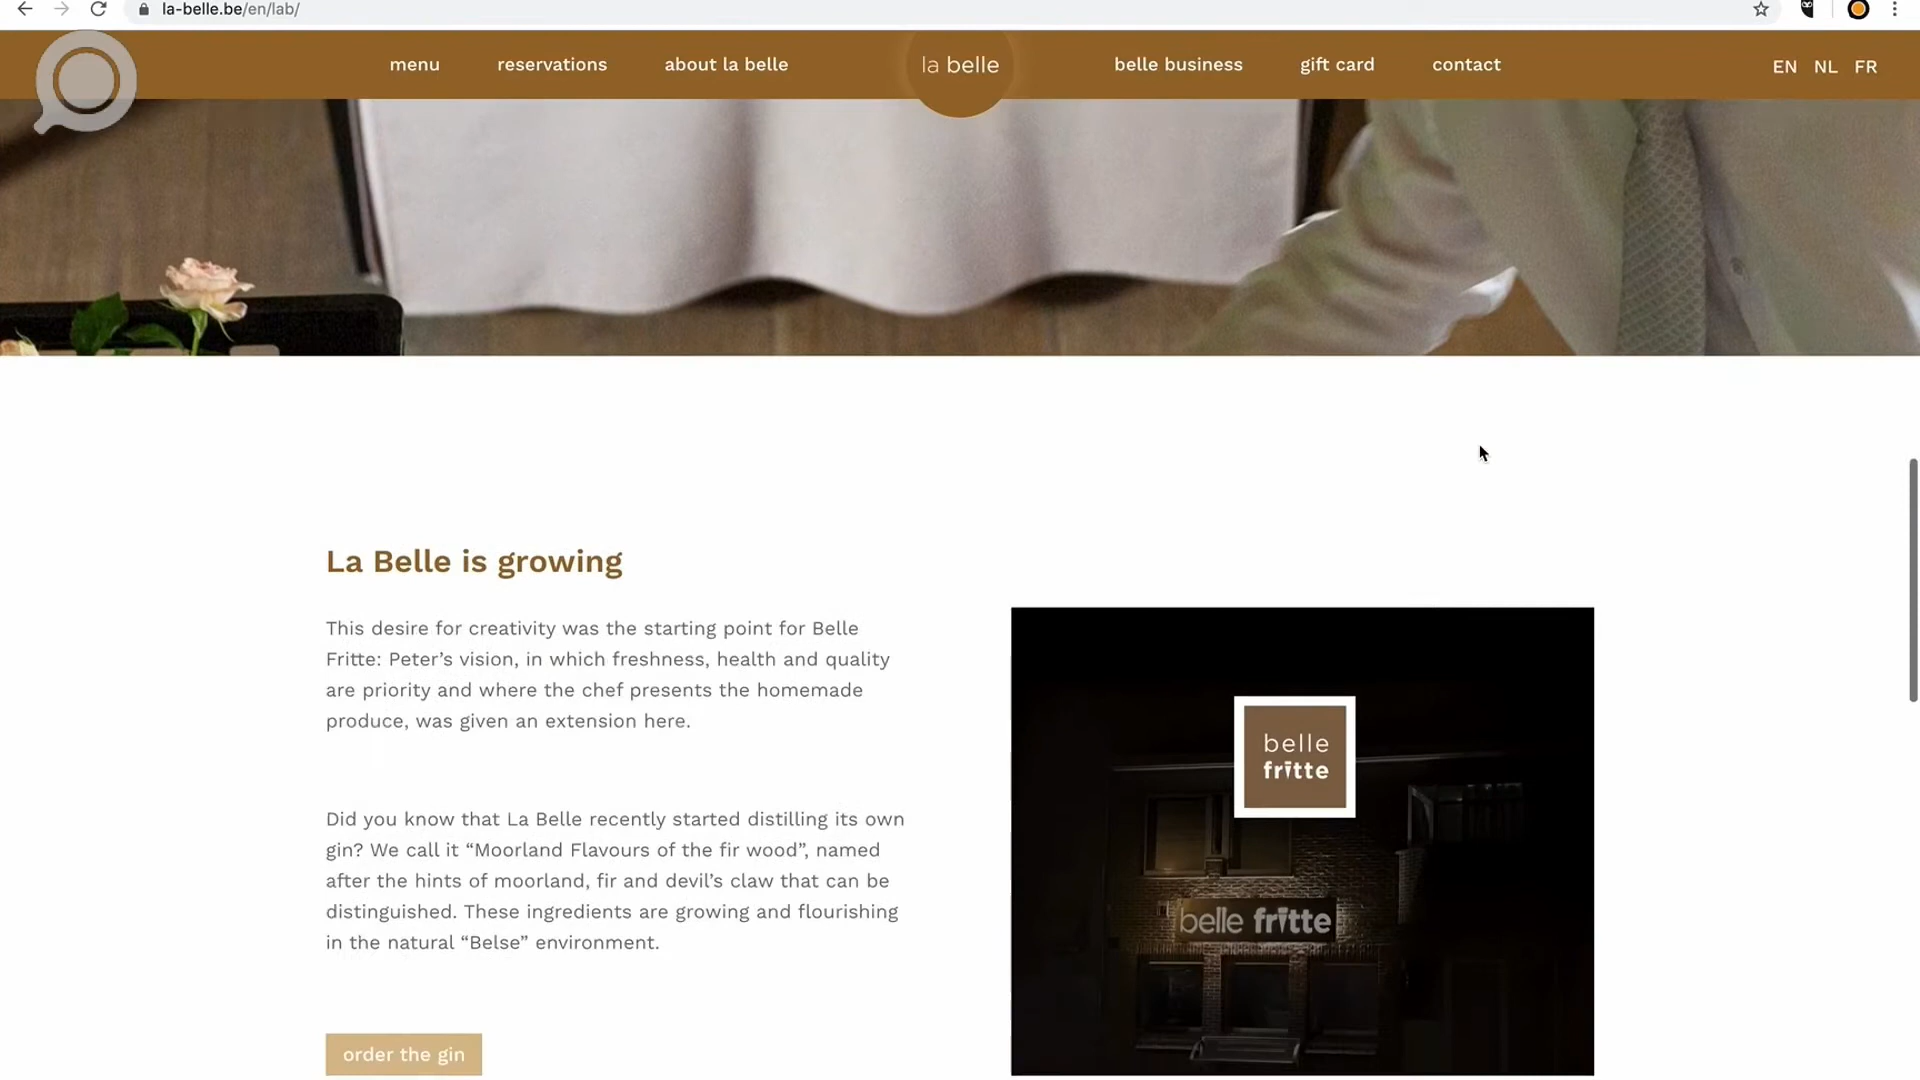 la-belle.be/en/lab/
menu reservations about la belle la belle belle business gift card contact EN NL FR
La Belle is growing
This desire for creativity was the starting point for Belle
Fritte: Peter’s vision, in which freshness, health and quality
are priority and where the chef presents the homemade
produce, was given an extension here.
Did you know that La Belle recently started distilling its own
gin? We call it “Moorland Flavours of the fir wood”, named
after the hints of moorland, fir and devil’s claw that can be
distinguished. These ingredients are growing and flourishing
in the natural “Belse” environment.
order the gin
belle
fritte
belle fritte